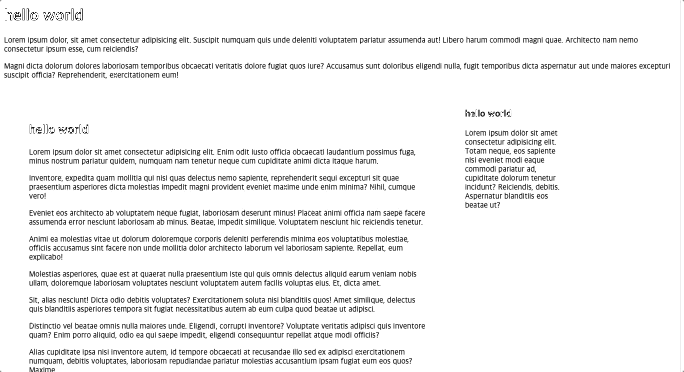 hello world
Lorem ipsum dolor, sit amet consectetur adipisicing elit. Suscipit numquam quis unde deleniti voluptatem pariatur assumenda aut! Libero harum commodi magni quae. Architecto nam nemo
consectetur ipsum esse, cum reiciendis?
Magni dicta dolorum dolores laboriosam temporibus obcaecati veritatis dolore fugiat quos iure? Accusamus sunt doloribus eligendi nulla, fugit temporibus dicta aspernatur aut unde maiores excepturi
suscipit officia? Reprehenderit, exercitationem eum!
hello world
Lorem ipsum dolor sit amet consectetur adipisicing elit. Enim odit iusto officia obcaecati laudantium possimus fuga,
minus nostrum pariatur quidem, numquam nam tenetur neque cum cupiditate animi dicta itaque harum.
Inventore, expedita quam mollitia qui nisi quas delectus nemo sapiente, reprehenderit sequi excepturi sit quae
praesentium asperiores dicta molestias impedit magni provident eveniet maxime unde enim minima? Nihil, cumque
vero!
Eveniet eos architecto ab voluptatem neque fugiat, laboriosam deserunt minus! Placeat animi officia nam saepe facere
assumenda error nesciunt laboriosam ab minus. Beatae, impedit similique. Voluptatem nesciunt hic reiciendis tenetur.
Animi ea molestias vitae ut dolorum doloremque corporis deleniti perferendis minima eos voluptatibus molestiae,
officiis accusamus sint facere non unde mollitia dolor architecto laborum vel laboriosam sapiente. Repellat, eum
explicabo!
Molestias asperiores, quae est at quaerat nulla praesentium iste qui quis omnis delectus aliquid earum veniam nobis
ullam, doloremque laboriosam voluptates nesciunt voluptatem autem facilis voluptas eius. Et, dicta amet.
Sit, alias nesciunt! Dicta odio debitis voluptates? Exercitationem soluta nisi blanditiis quos! Amet similique, delectus
quis blanditiis asperiores tempora sit fugiat necessitatibus autem ab eum culpa quod beatae ut adipisci.
Distinctio vel beatae omnis nulla maiores unde. Eligendi, corrupti inventore? Voluptate veritatis adipisci quis inventore
quam? Enim porro aliquid, odio ea qui saepe impedit, eligendi consequuntur repellat atque modi officiis?
Alias cupiditate ipsa nisi inventore autem, id tempore obcaecati at recusandae illo sed ex adipisci exercitationem
numquam, debitis voluptates, laboriosam repudiandae pariatur molestias accusantium ipsam fugiat eum eos quos?
Maxime
hello world
Lorem ipsum dolor sit amet
consectetur adipisicing elit.
Totam neque, eos sapiente
nisi eveniet modi eaque
commodi pariatur ad,
cupiditate dolorum tenetur
incidunt? Reiciendis, debitis.
Aspernatur blanditiis eos
beatae ut?